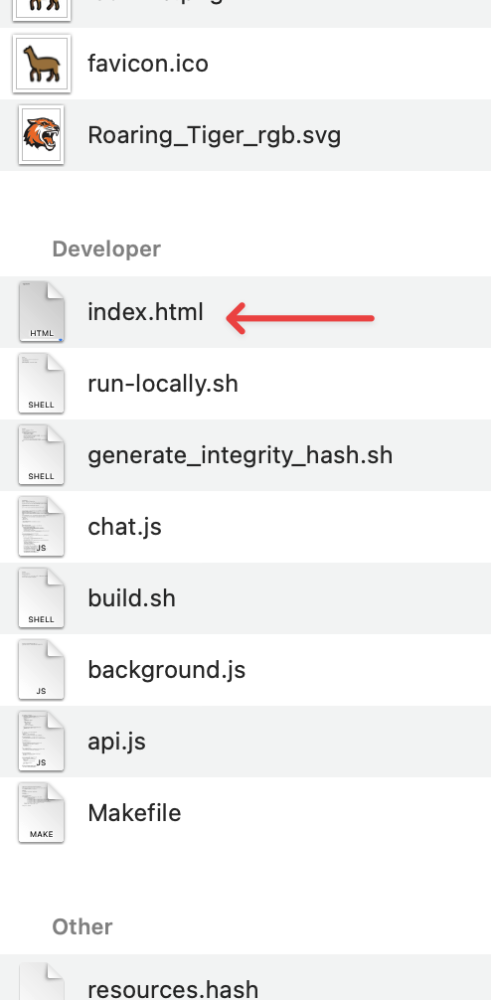 favicon.ico
Roaring_Tiger_rgb.svg
Developer
index.html
HTML
run-locally.sh
SHELL
generate_integrity_hash.sh
SHELL
chat.js
JS
build.sh
SHELL
background.js
JS
api.js
JS
Makefile
MAKE
Other
resources.hash